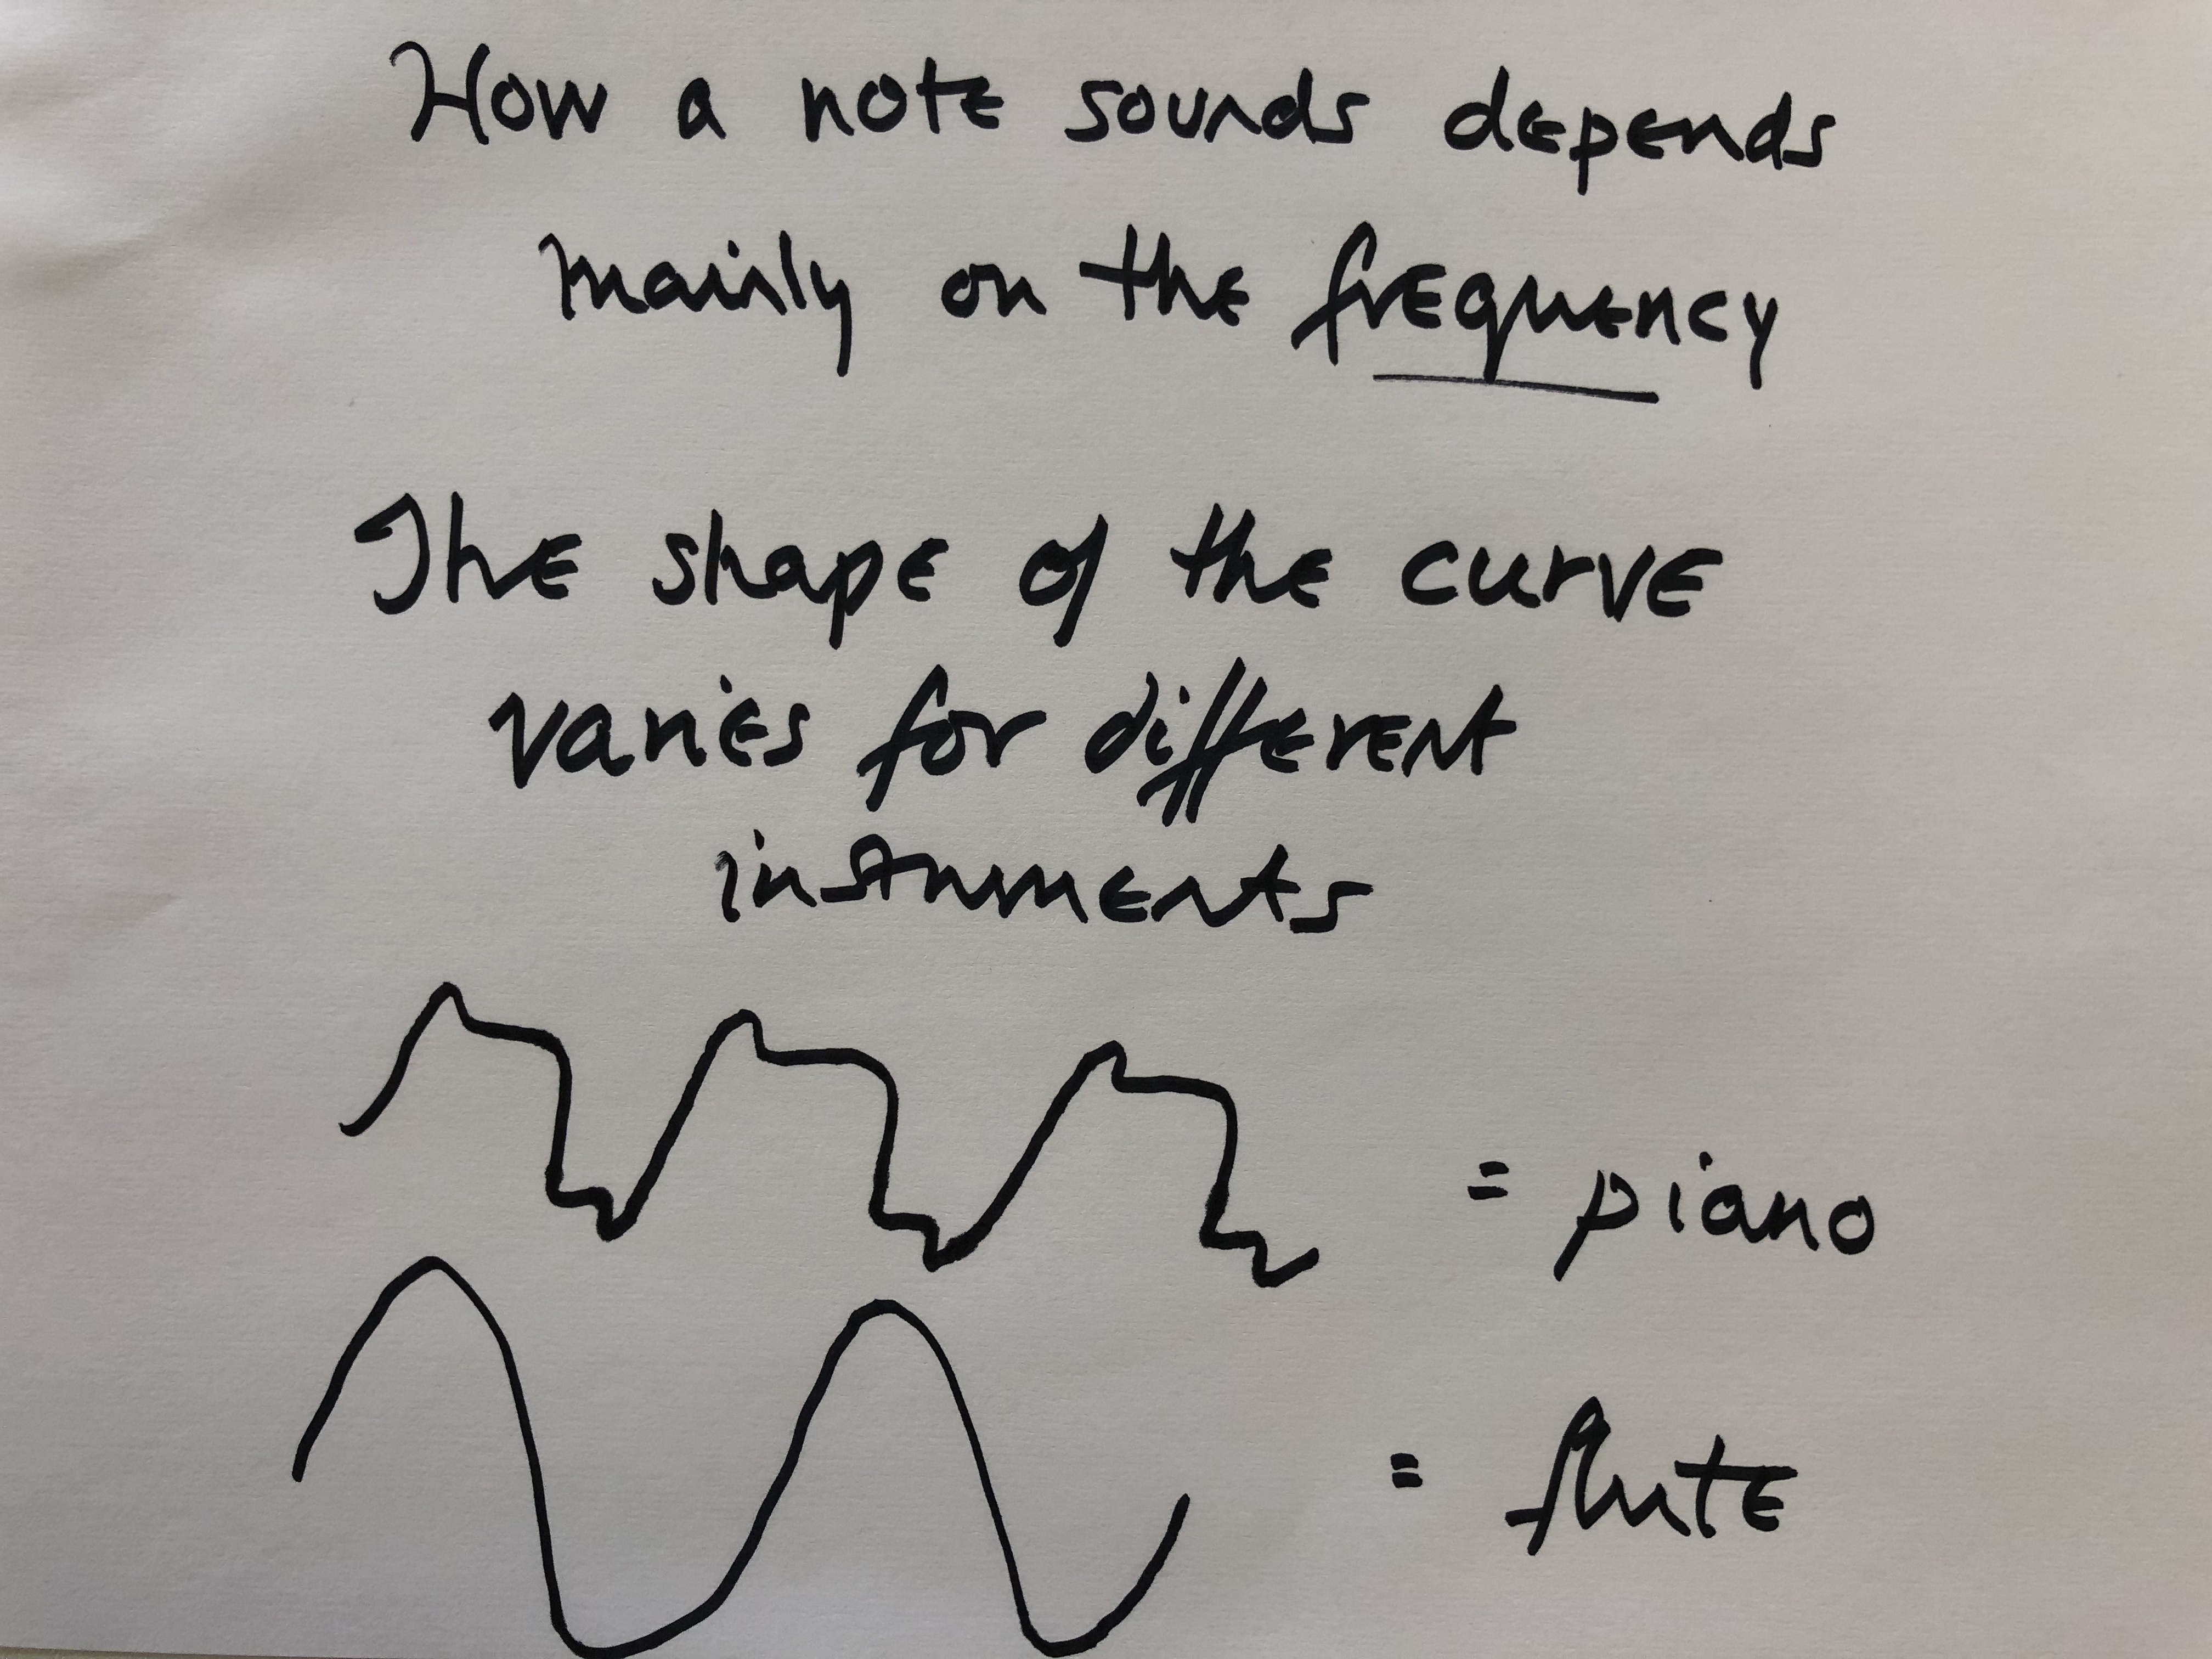 How a note sounds depends
mainly on the frequency
The shape of the curve
varies for different
instruments
= piano
= flute